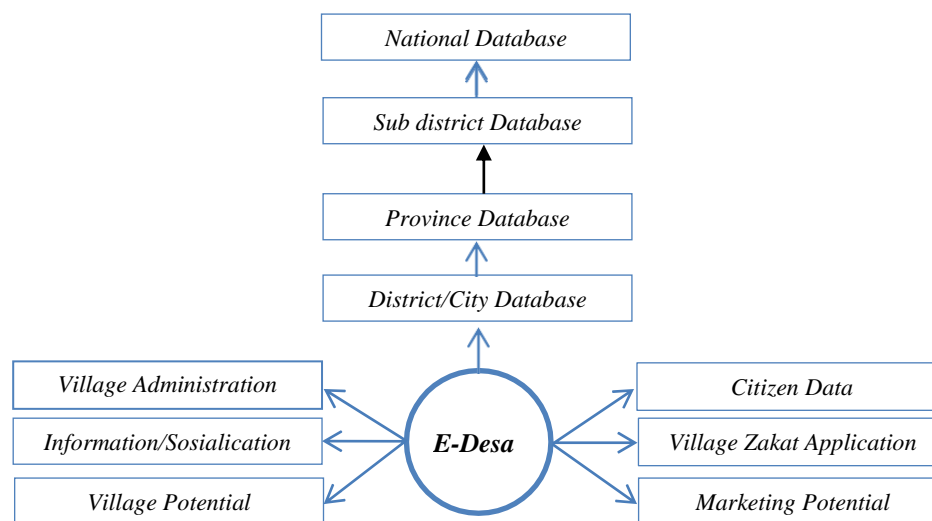 National Database
Sub district Database
Province Database
District/City Database
Village Administration
Citizen Data
Information/Sosialication
E-Desa
Village Zakat Application
Village Potential
Marketing Potential